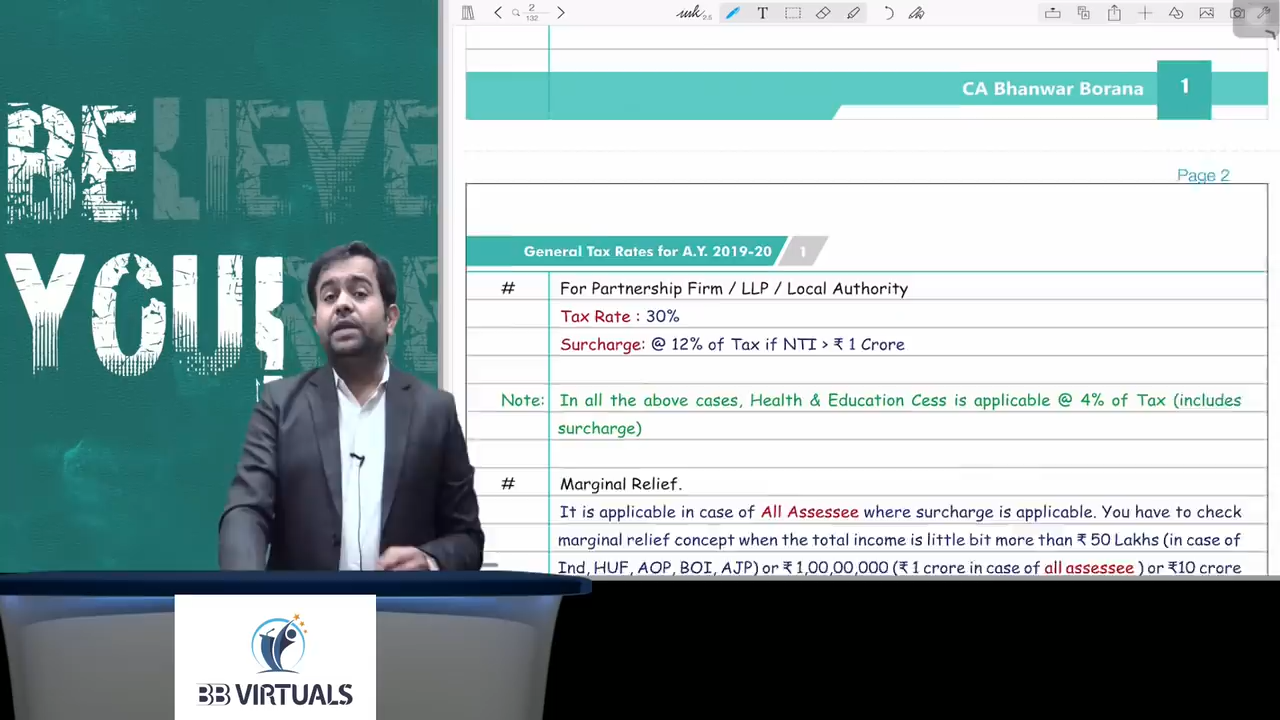 BELIEVE
YOU!
2
132
T
CA Bhanwar Borana
1
Page 2
General Tax Rates for A.Y. 2019-20
1
# For Partnership Firm / LLP / Local Authority
Tax Rate : 30%
Surcharge: @ 12% of Tax if NTI > ₹ 1 Crore
Note: In all the above cases, Health & Education Cess is applicable @ 4% of Tax (includes
surcharge)
# Marginal Relief.
It is applicable in case of All Assessee where surcharge is applicable. You have to check
marginal relief concept when the total income is little bit more than ₹ 50 Lakhs (in case of
Ind, HUF, AOP, BOI, AJP) or ₹ 1,00,00,000 (₹ 1 crore in case of all assessee ) or ₹10 crore
BB VIRTUALS